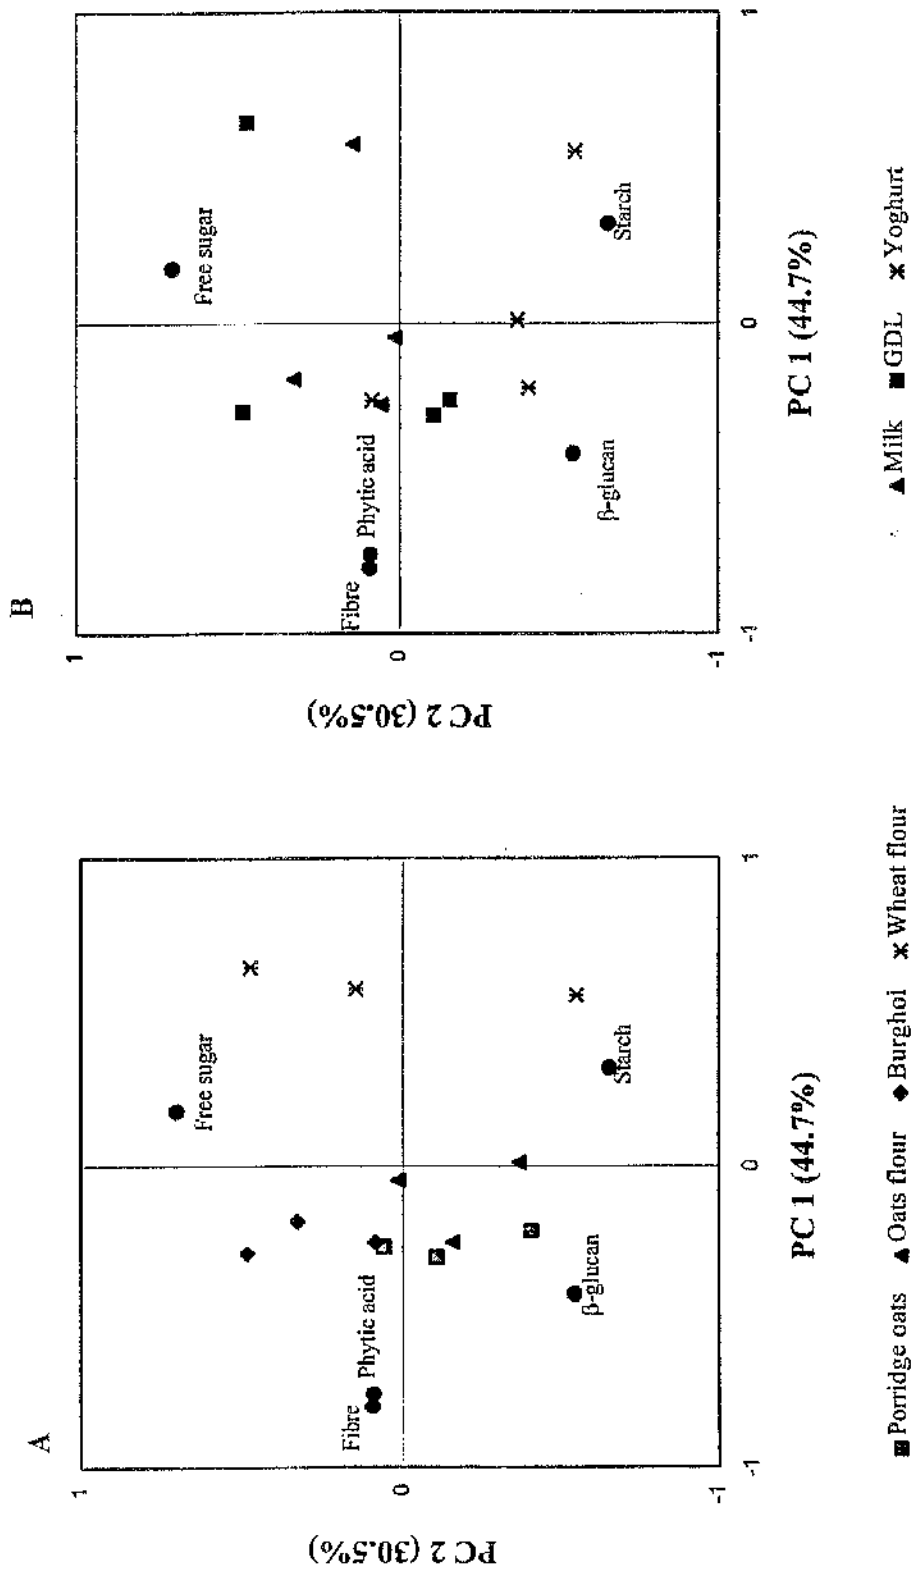 A
PC 2 (30.5%)
1
0
-1
Free sugar
Fibre
Phytic acid
β-glucan
Starch
-1
0
1
PC 1 (44.7%)
Porridge oats
Oats flour
Burghol
Wheat flour
B
PC 2 (30.5%)
1
0
-1
Free sugar
Fibre
Phytic acid
β-glucan
Starch
-1
0
1
PC 1 (44.7%)
Milk
GDL
Yoghurt